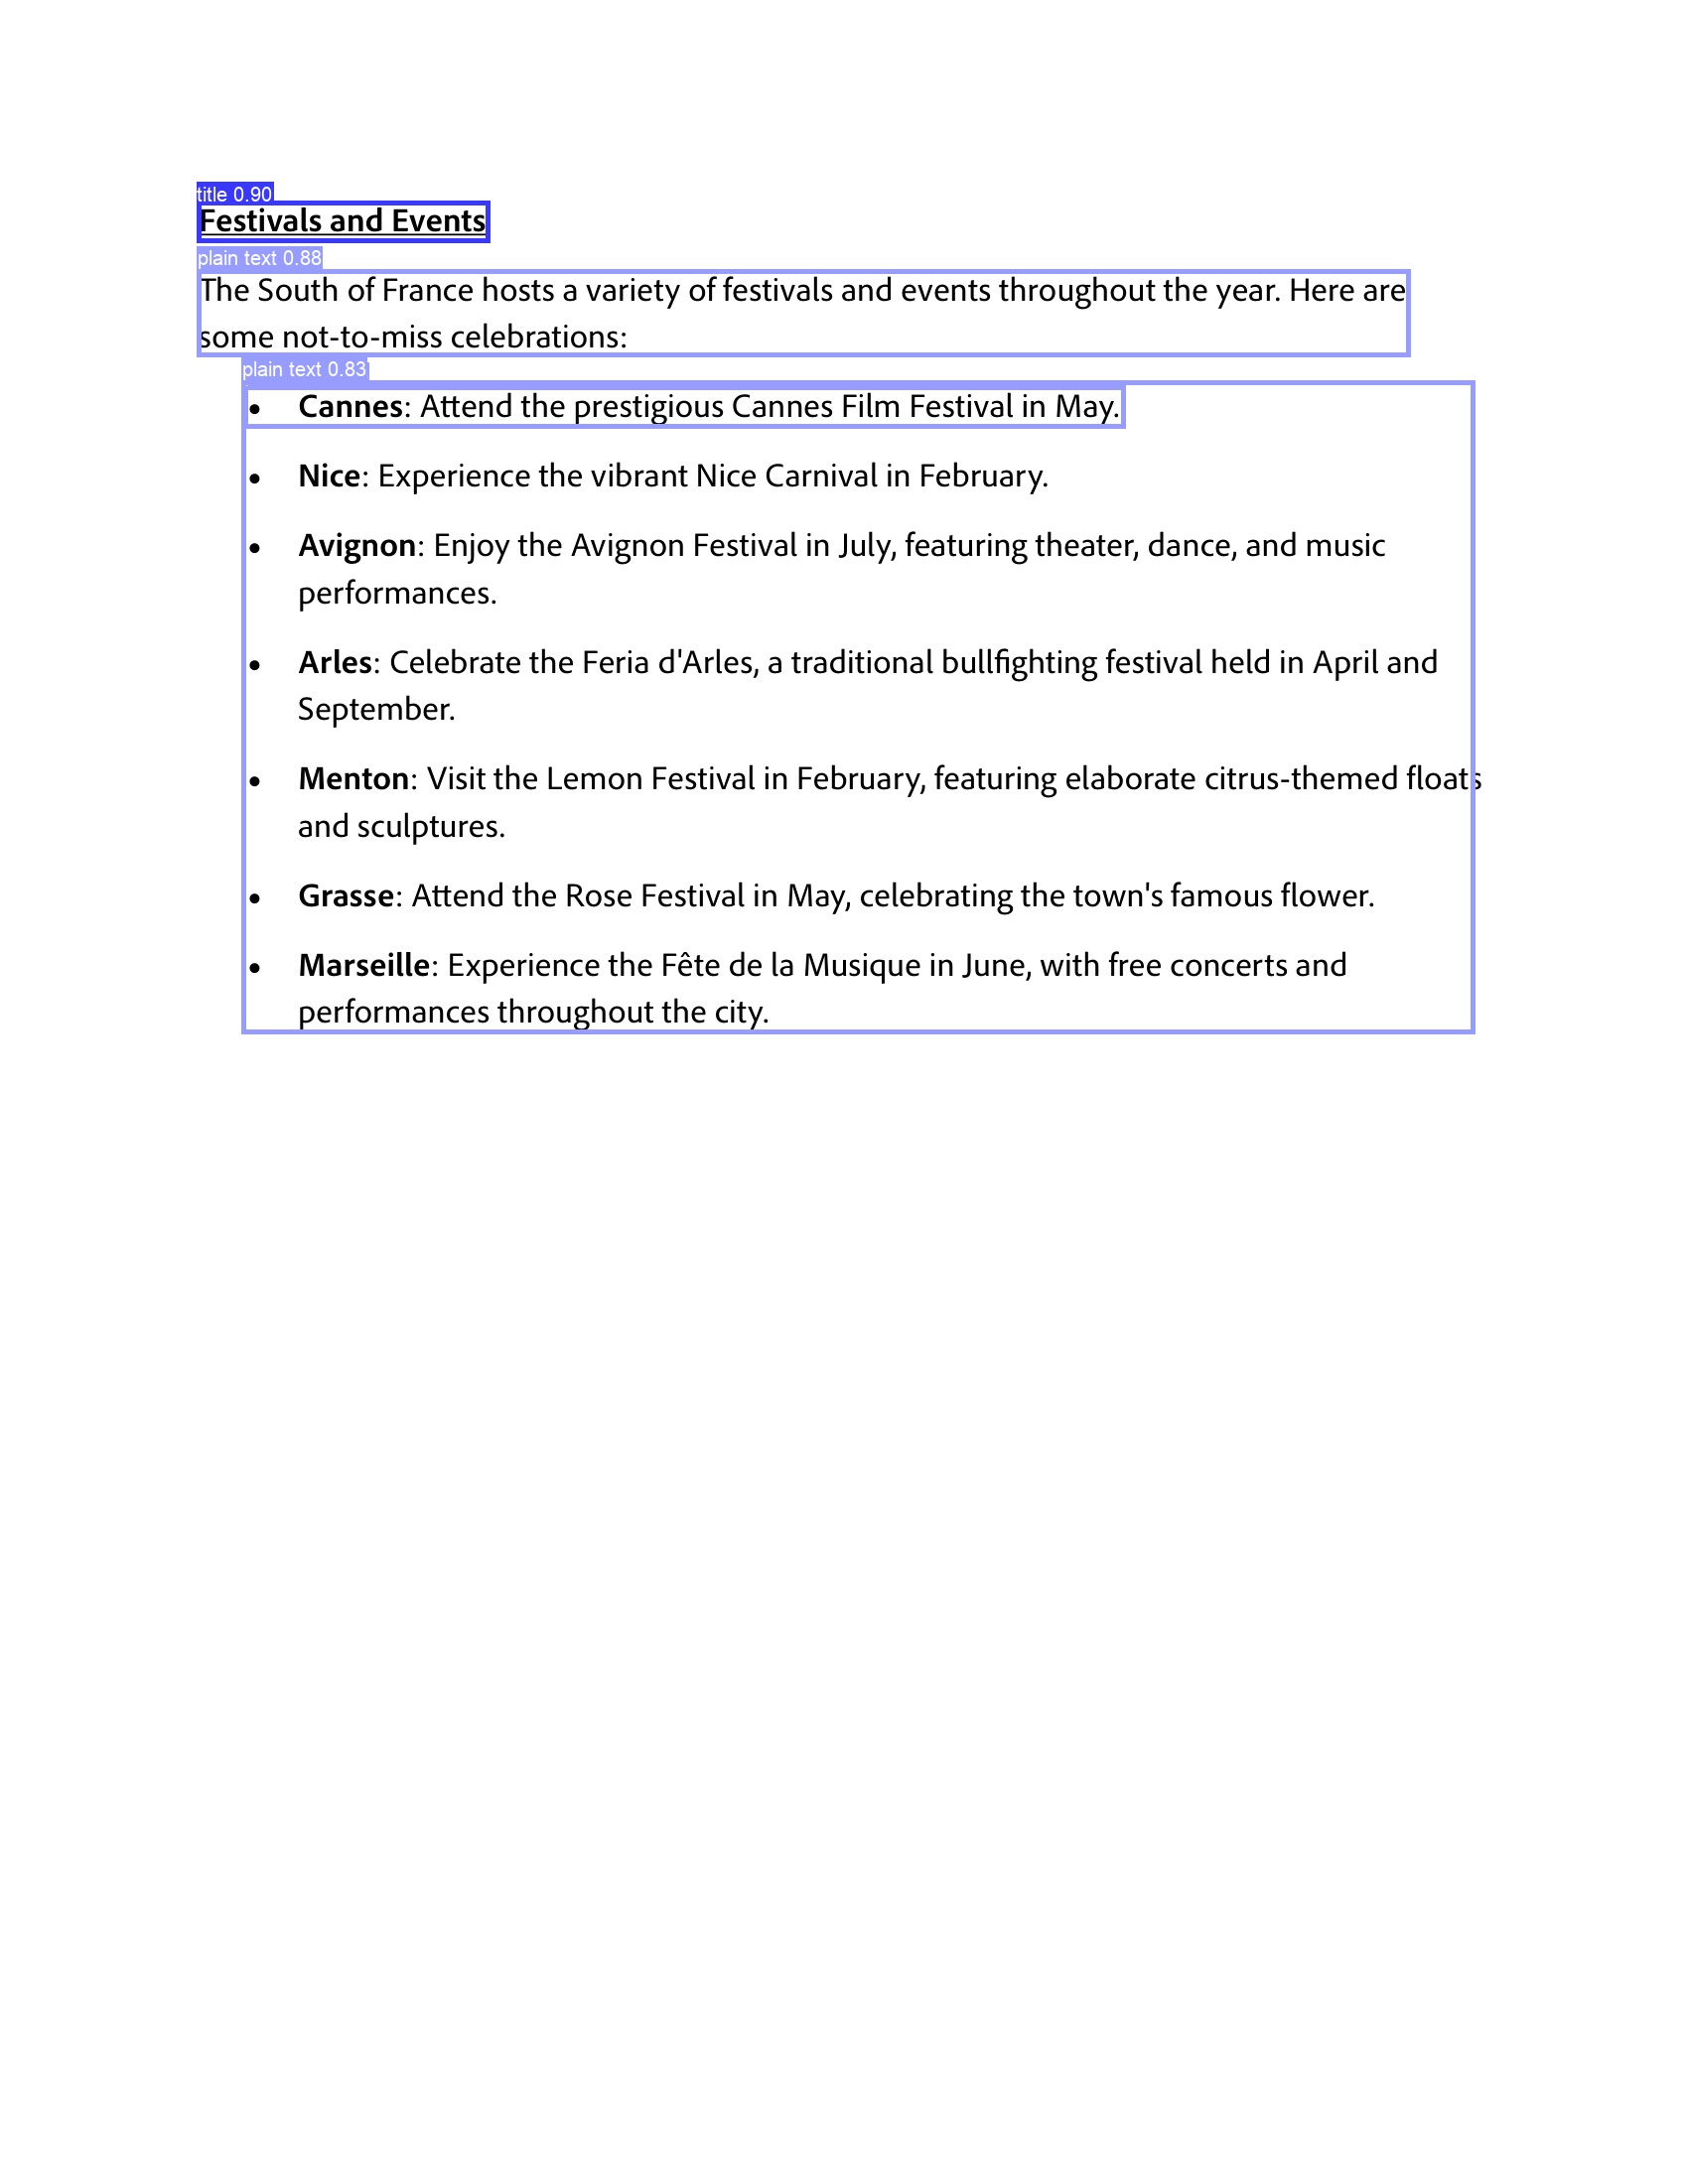 title 0.90
Festivals and Events
plain text 0.88
The South of France hosts a variety of festivals and events throughout the year. Here are
some not-to-miss celebrations:
plain text 0.83
• Cannes: Attend the prestigious Cannes Film Festival in May.
• Nice: Experience the vibrant Nice Carnival in February.
• Avignon: Enjoy the Avignon Festival in July, featuring theater, dance, and music
performances.
• Arles: Celebrate the Feria d'Arles, a traditional bullfighting festival held in April and
September.
• Menton: Visit the Lemon Festival in February, featuring elaborate citrus-themed floats
and sculptures.
• Grasse: Attend the Rose Festival in May, celebrating the town's famous flower.
• Marseille: Experience the Fête de la Musique in June, with free concerts and
performances throughout the city.